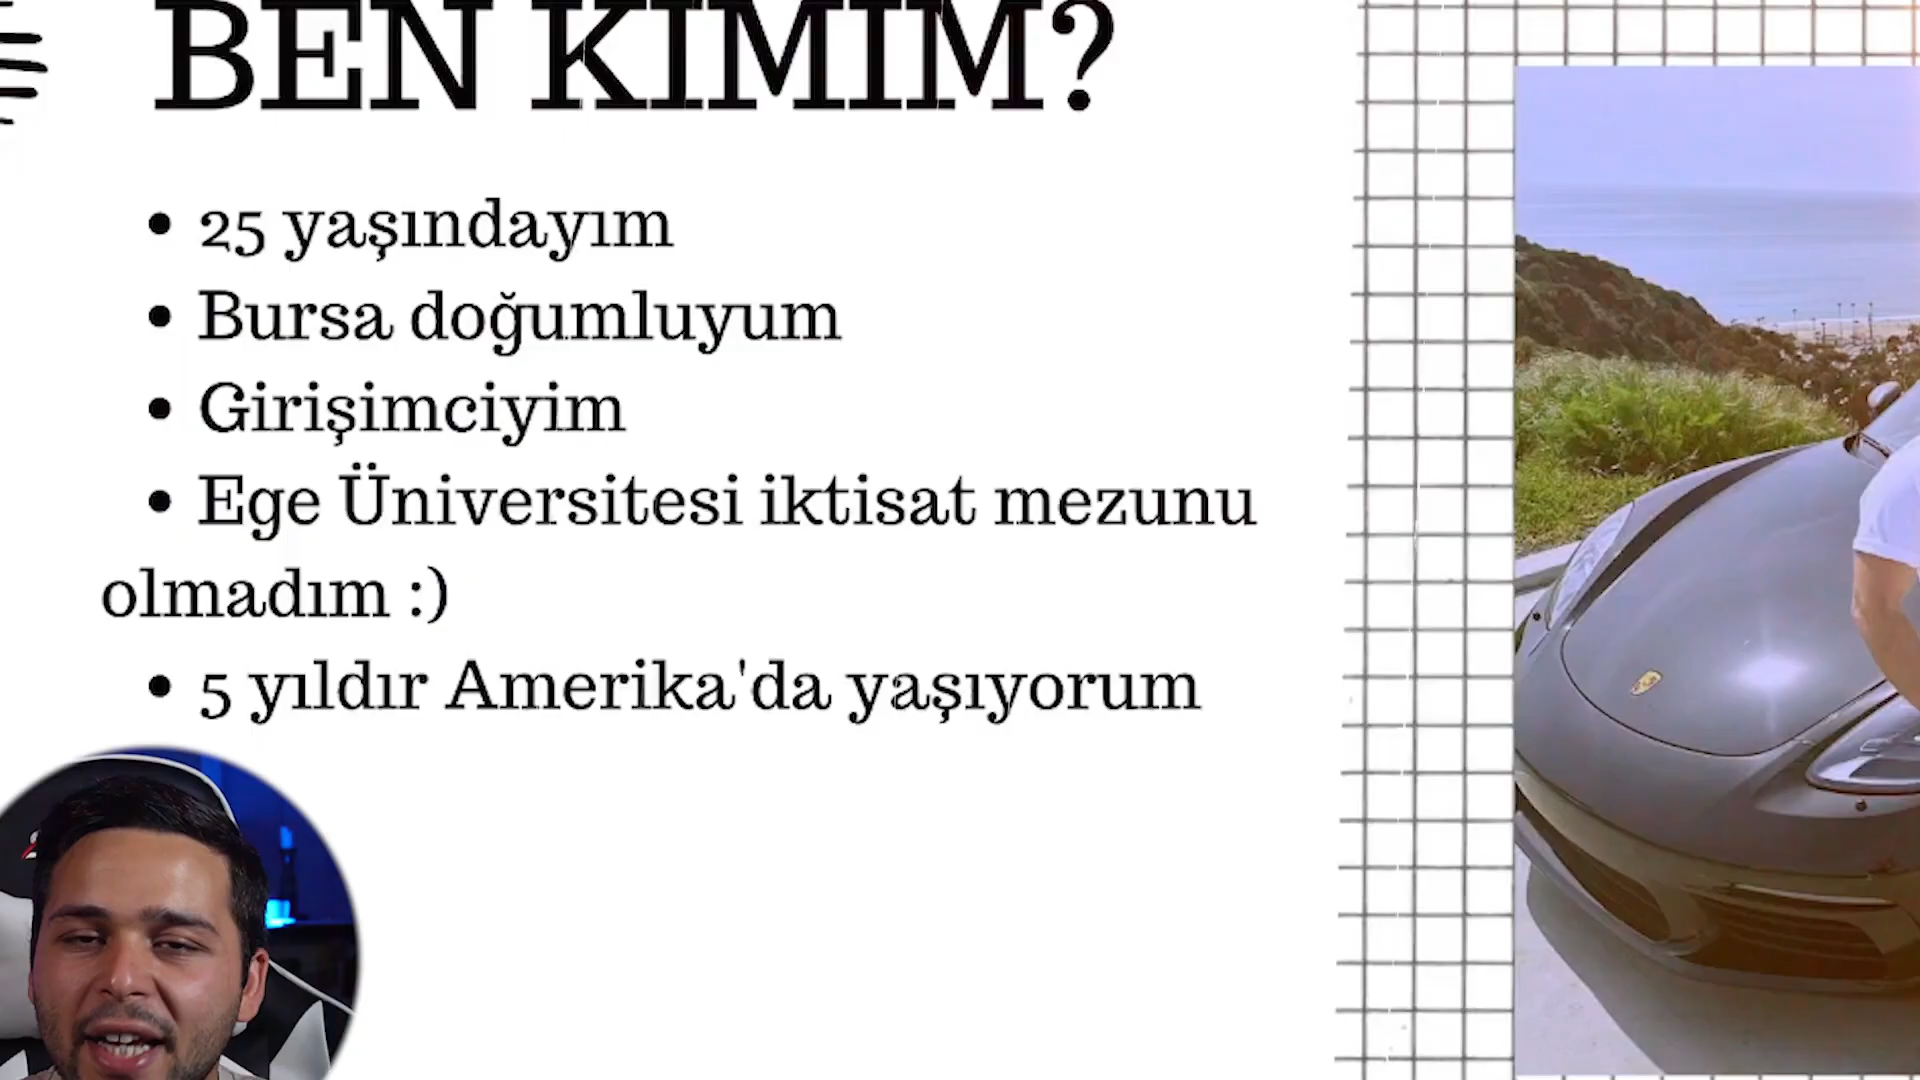 BEN KIMIM?
• 25 yaşındayım
• Bursa doğumluyum
• Girişimciyim
• Ege Üniversitesi iktisat mezunu
olmadım :)
• 5 yıldır Amerika'da yaşıyorum